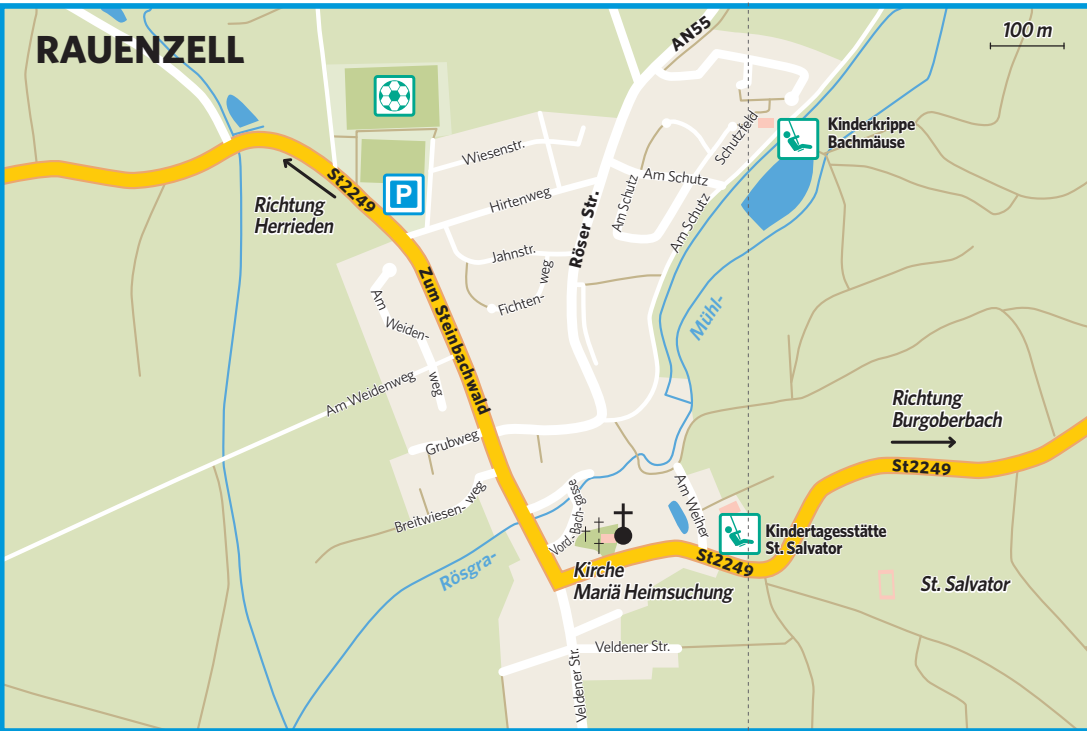 RAUENZELL
AN55
100 m
Kinderkrippe
Bachmäuse
Schutzfeld
Wiesenstr.
St2249
P
Richtung
Herrieden
Hirtenweg
Am Schutz
Am Schutz
Am Schutz
Röser Str.
Jahnstr.
Fichten-
weg
Zum Steinbachwald
Am
Weiden-
weg
Mühl-
Am Weidenweg
Richtung
Burgoberbach
St2249
Grubweg
Breitwiesen-
weg
Vord.-Bach-gasse
Am Weiher
Kindertagesstätte
St. Salvator
St2249
Rösgra-
Kirche
Mariä Heimsuchung
St. Salvator
Veldener Str.
Veldener Str.